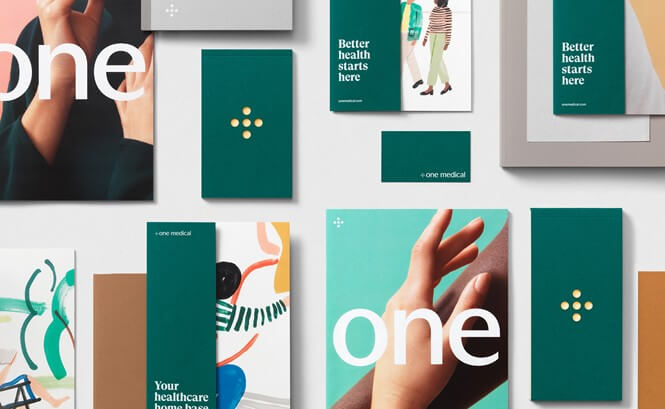 one
Better
health
starts
here
onemedical.com
Better
health
starts
here
onemedical.com
one medical
one medical
Your
healthcare
home base
one